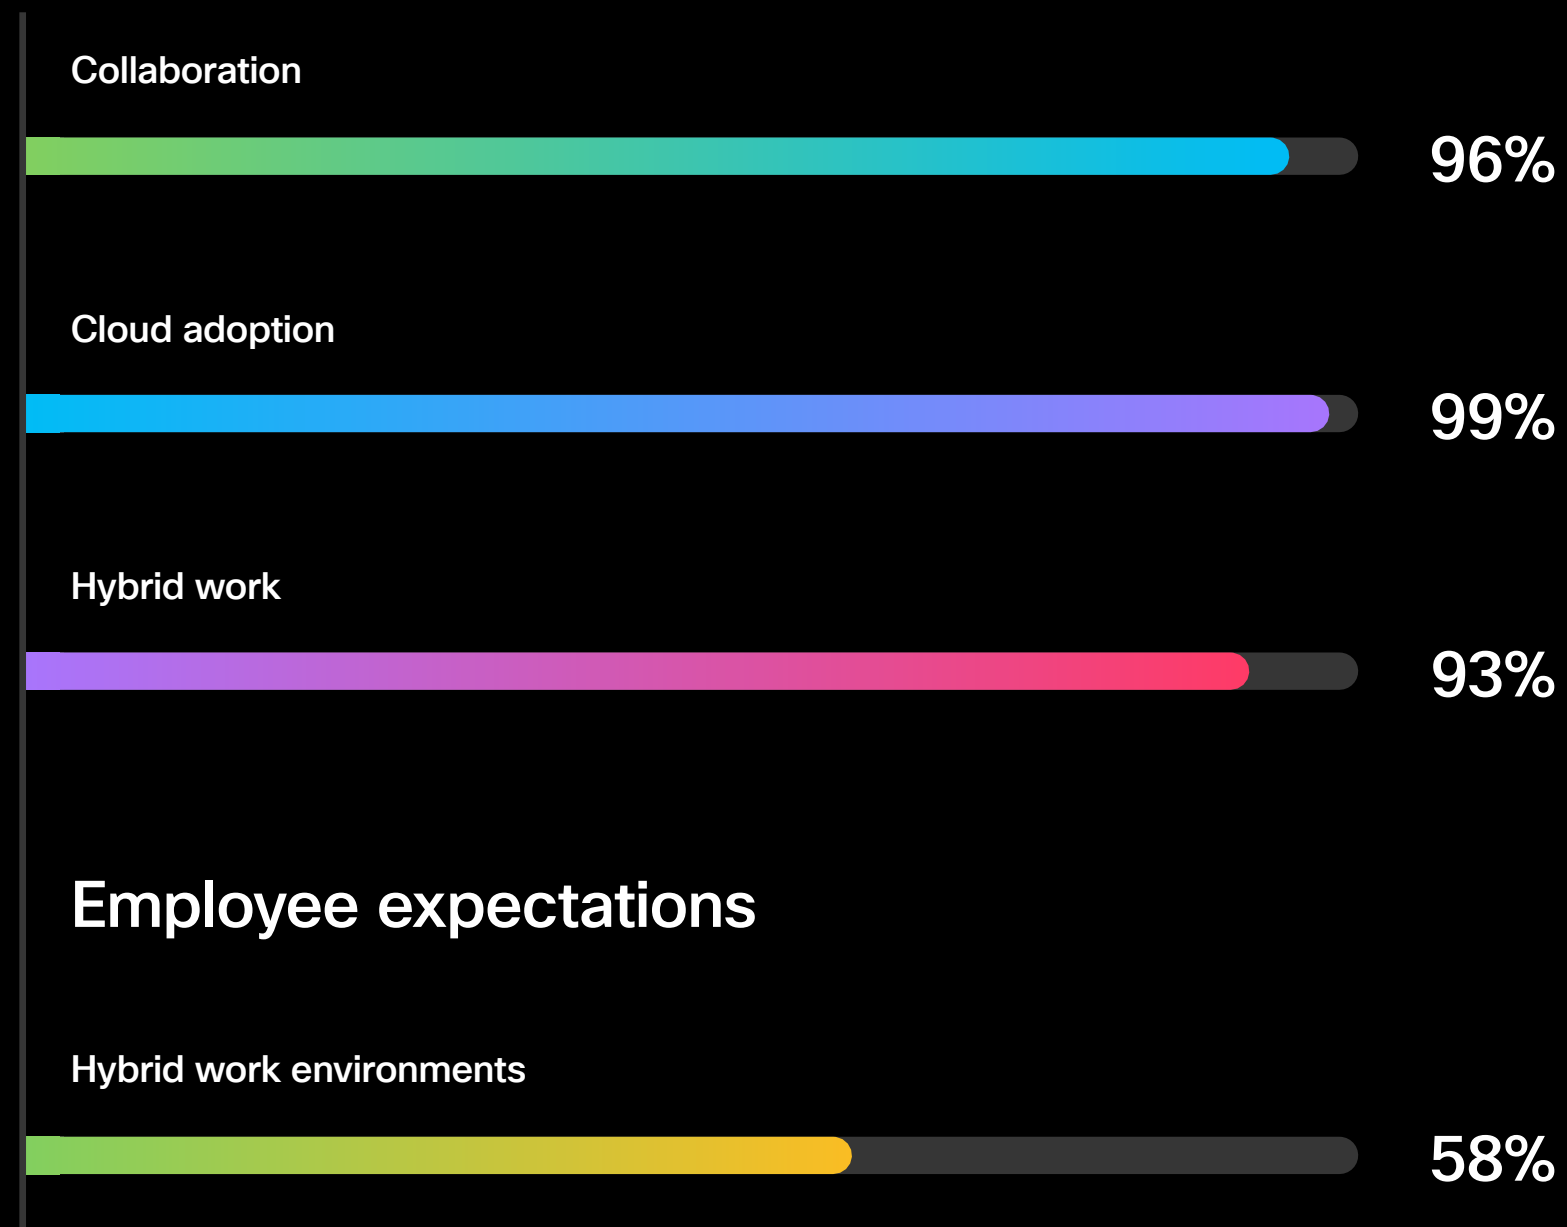 Collaboration
96%
Cloud adoption
99%
Hybrid work
93%
Employee expectations
Hybrid work environments
58%